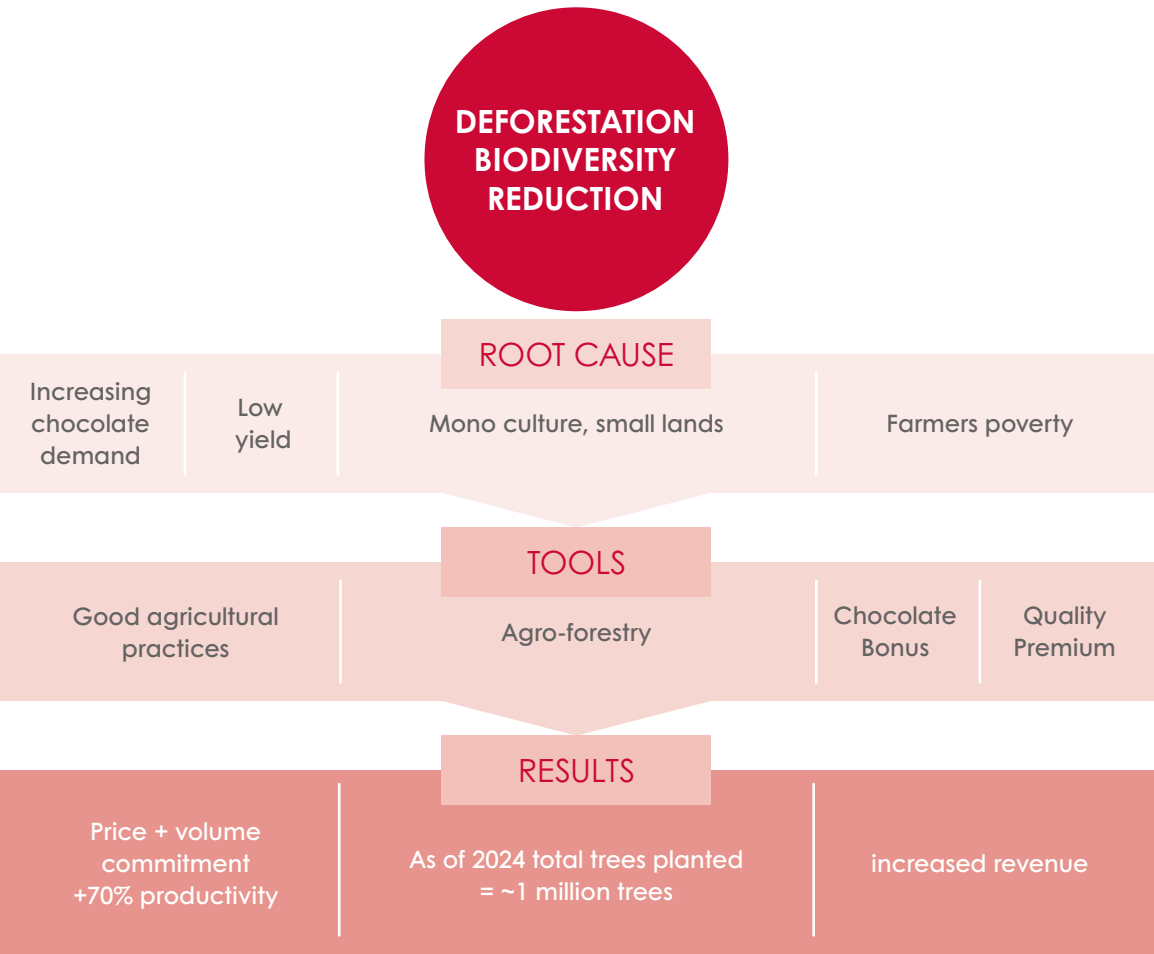 DEFORESTATION
BIODIVERSITY
REDUCTION
ROOT CAUSE
Increasing
chocolate
demand
Low
yield
Mono culture, small lands
Farmers poverty
TOOLS
Good agricultural
practices
Agro-forestry
Chocolate
Bonus
Quality
Premium
RESULTS
Price + volume
commitment
+70% productivity
As of 2024 total trees planted
= ~1 million trees
increased revenue